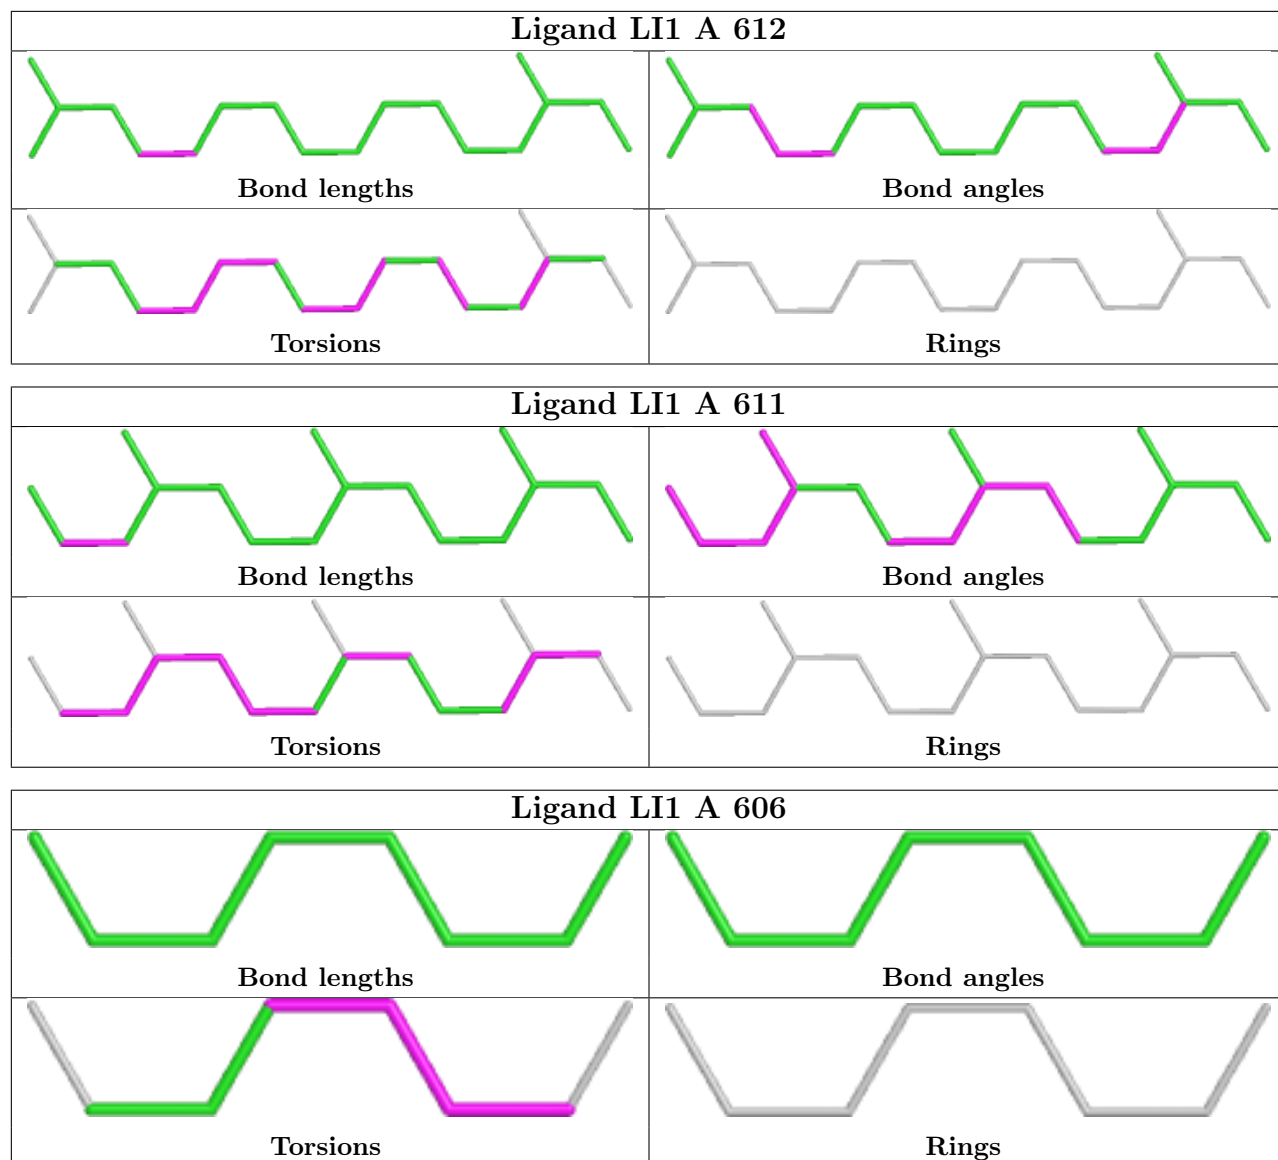 Ligand LI1 A 612
Bond lengths
Bond angles
Torsions
Rings
Ligand LI1 A 611
Bond lengths
Bond angles
Torsions
Rings
Ligand LI1 A 606
Bond lengths
Bond angles
Torsions
Rings